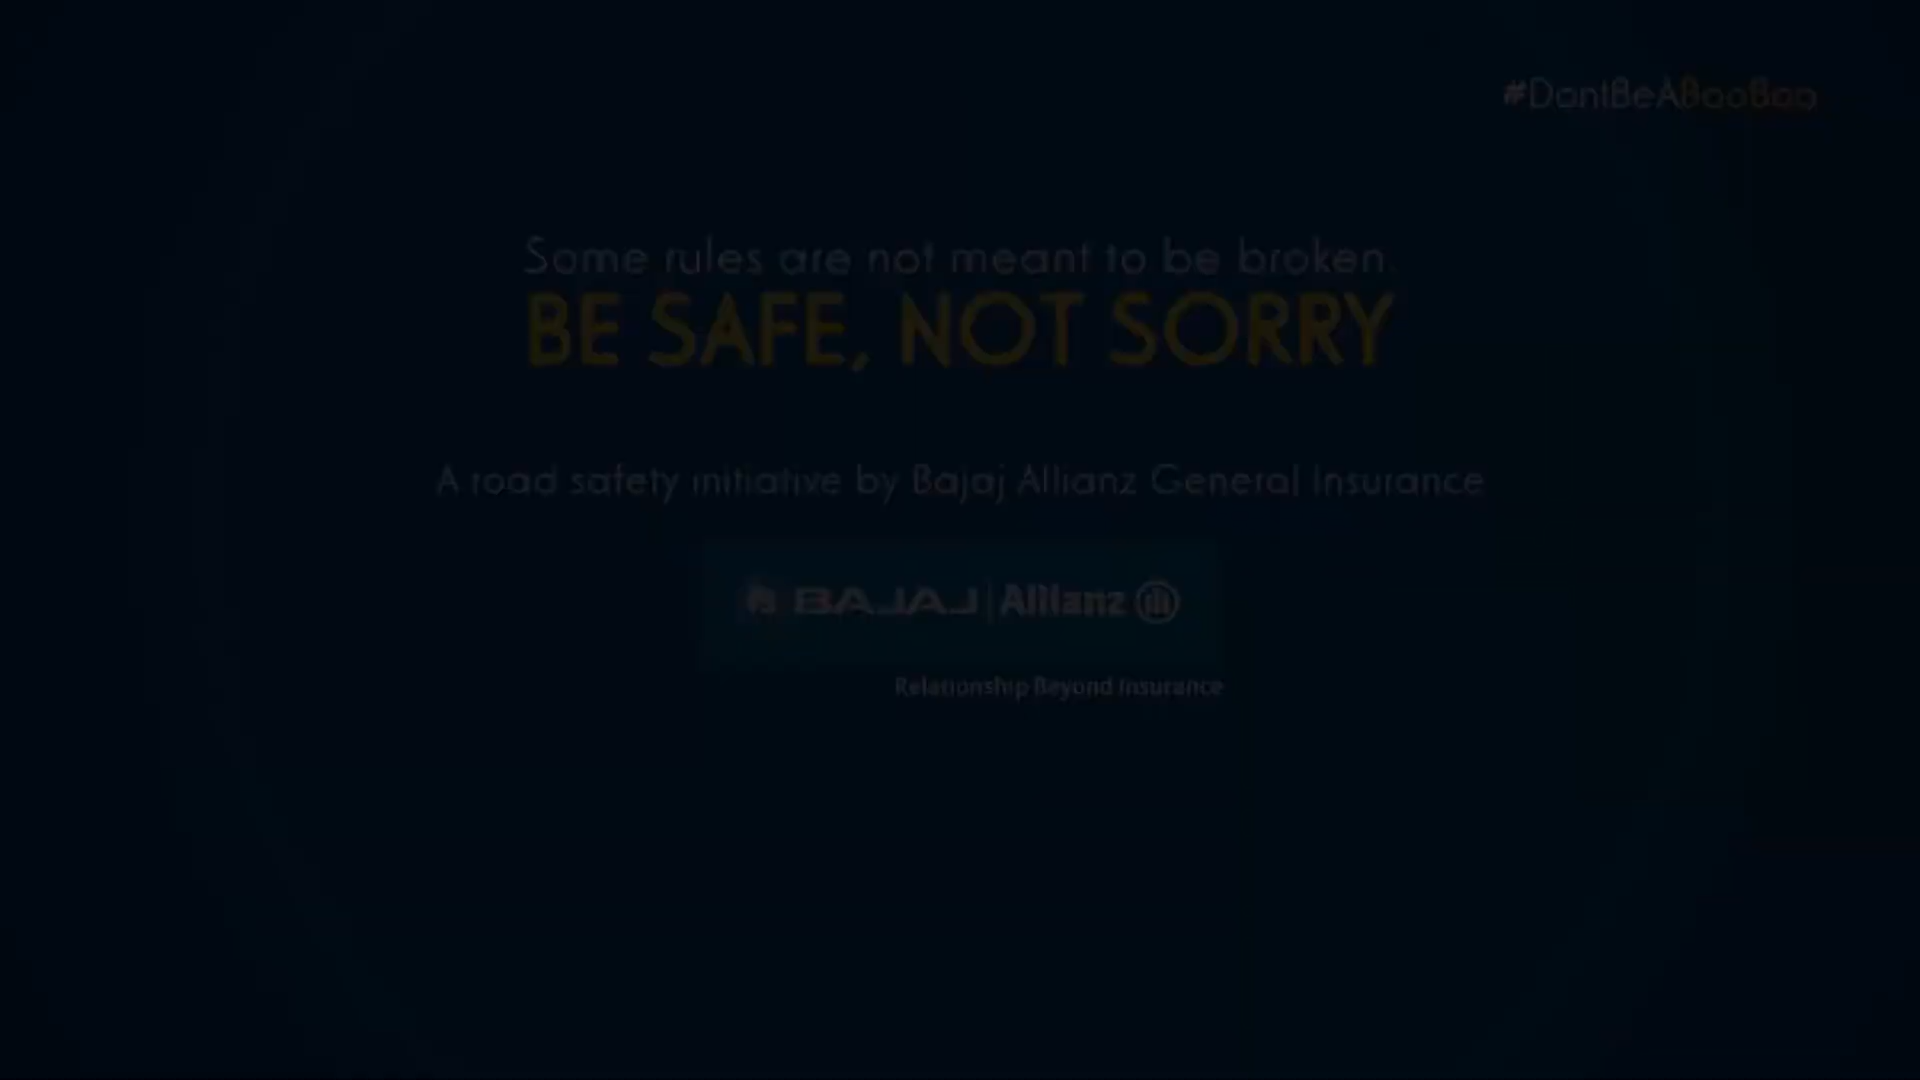 #DontBeABooBoo
Some rules are not meant to be broken.
BE SAFE, NOT SORRY
A road safety initiative by Bajaj Allianz General Insurance
BAJAJ | Allianz
Relationship Beyond Insurance